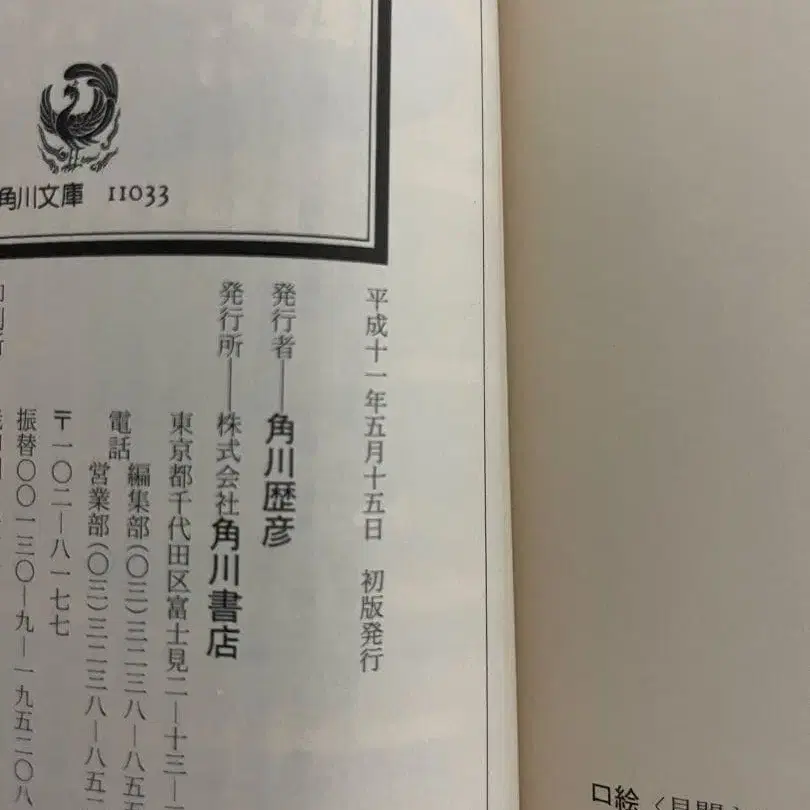 角川文庫 11033
平成十一年五月十五日 初版発行
発行者――角川歴彦
発行所――株式会社角川書店
東京都千代田区富士見二―十三―
電話
編集部(〇三)三二三八―八五
営業部(〇三)三二三八―八五二
〒一〇二―八一七七
振替〇〇一三〇―九―一九五二〇八
口絵